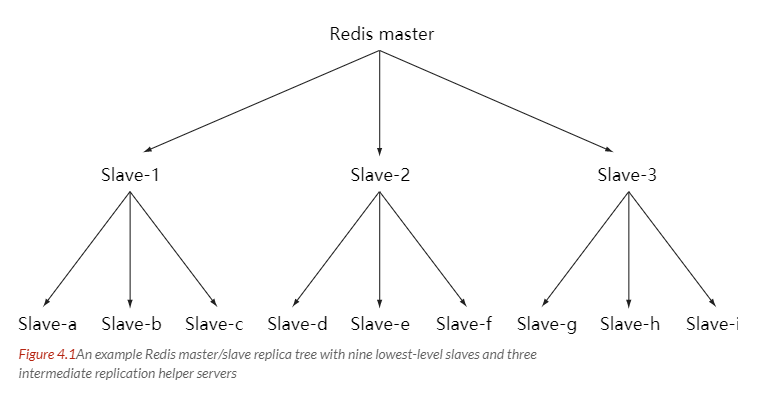 Redis master
Slave-1 Slave-2 Slave-3
Slave-a Slave-b Slave-c Slave-d Slave-e Slave-f Slave-g Slave-h Slave-i
Figure 4.1An example Redis master/slave replica tree with nine lowest-level slaves and three
intermediate replication helper servers